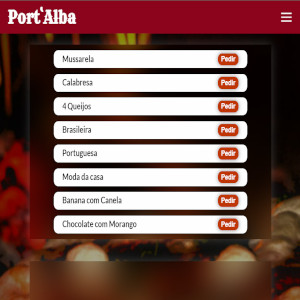 Port'Alba
Mussarela Pedir
Calabresa Pedir
4 Queijos Pedir
Brasileira Pedir
Portuguesa Pedir
Moda da casa Pedir
Banana com Canela Pedir
Chocolate com Morango Pedir